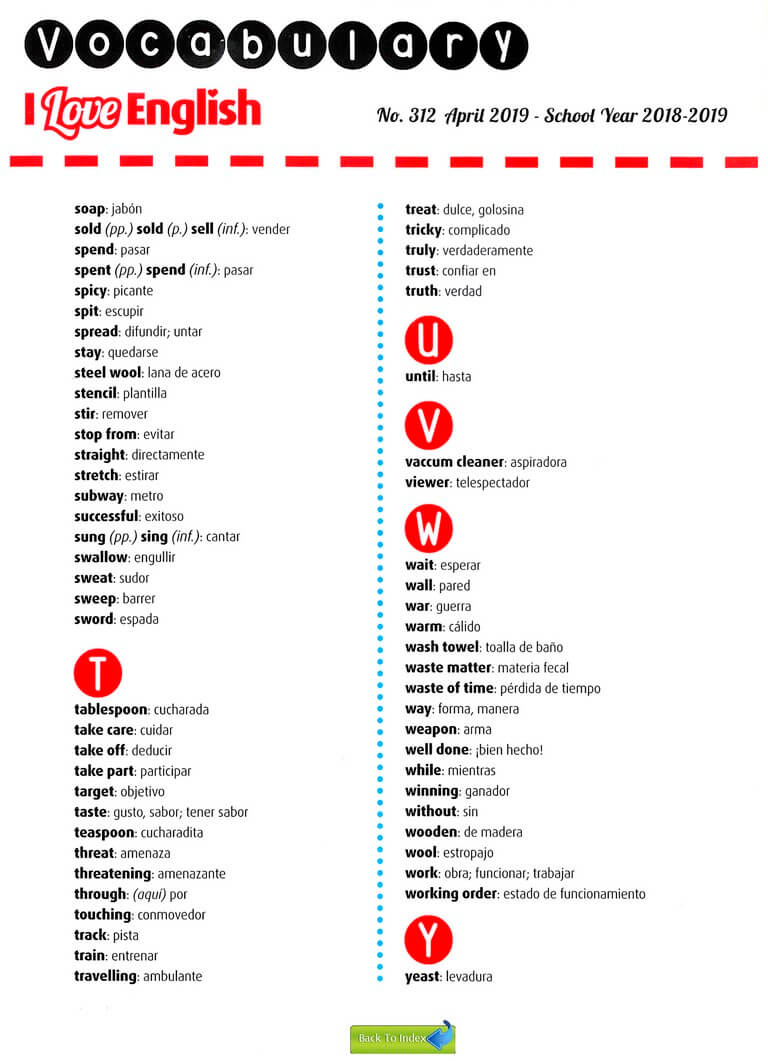 Vocabulary
I Love English
No. 312 April 2019 - School Year 2018-2019
soap: jabón
sold (pp.) sold (p.) sell (inf.): vender
spend: pasar
spent (pp.) spend (inf.): pasar
spicy: picante
spit: escupir
spread: difundir; untar
stay: quedarse
steel wool: lana de acero
stencil: plantilla
stir: remover
stop from: evitar
straight: directamente
stretch: estirar
subway: metro
successful: exitoso
sung (pp.) sing (inf.): cantar
swallow: engullir
sweat: sudor
sweep: barrer
sword: espada
T
tablespoon: cucharada
take care: cuidar
take off: deducir
take part: participar
target: objetivo
taste: gusto, sabor; tener sabor
teaspoon: cucharadita
threat: amenaza
threatening: amenazante
through: (aquí) por
touching: conmovedor
track: pista
train: entrenar
travelling: ambulante
treat: dulce, golosina
tricky: complicado
truly: verdaderamente
trust: confiar en
truth: verdad
U
until: hasta
V
vaccum cleaner: aspiradora
viewer: telespectador
W
wait: esperar
wall: pared
war: guerra
warm: cálido
wash towel: toalla de baño
waste matter: materia fecal
waste of time: pérdida de tiempo
way: forma, manera
weapon: arma
well done: ¡bien hecho!
while: mientras
winning: ganador
without: sin
wooden: de madera
wool: estropajo
work: obra; funcionar; trabajar
working order: estado de funcionamiento
Y
yeast: levadura
Back To Index